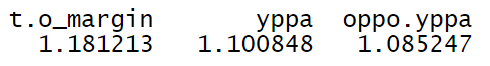 t.o_margin yppa oppo.yppa
1.181213 1.100848 1.085247